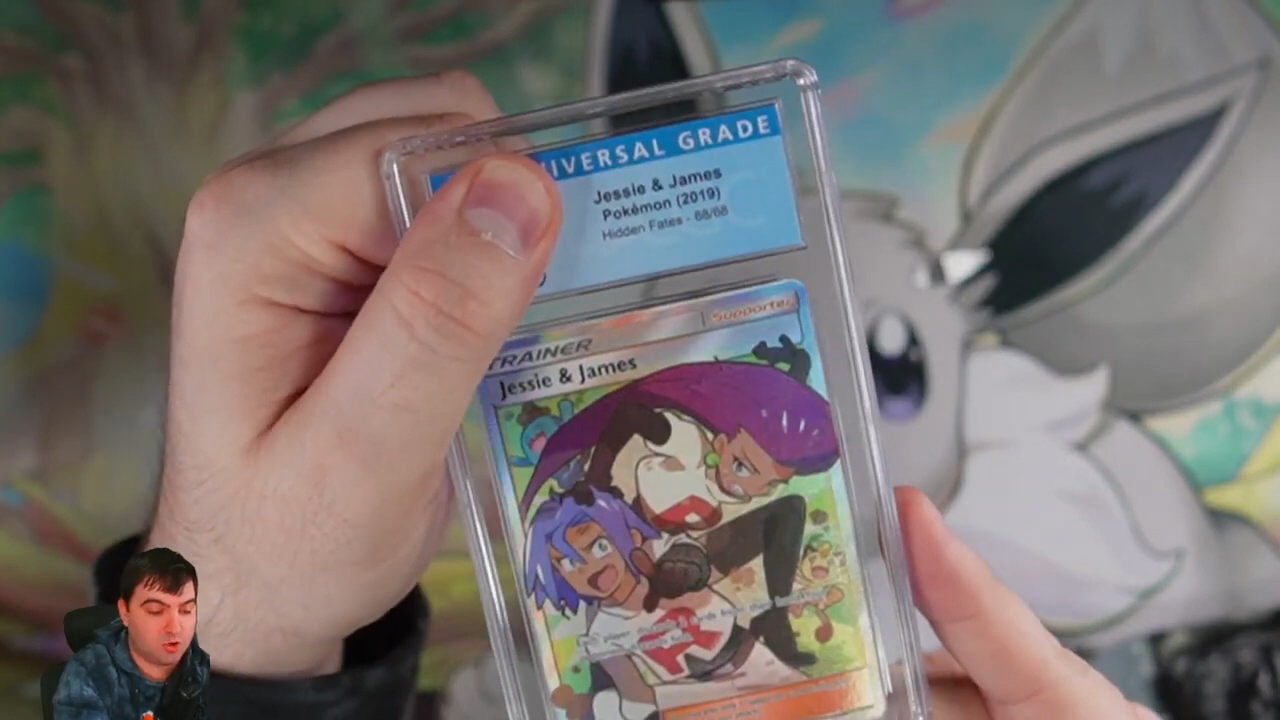 IVERSAL GRADE
Jessie & James
Pokémon (2019)
Hidden Fates - 68/68
Supporter
TRAINER
Jessie & James